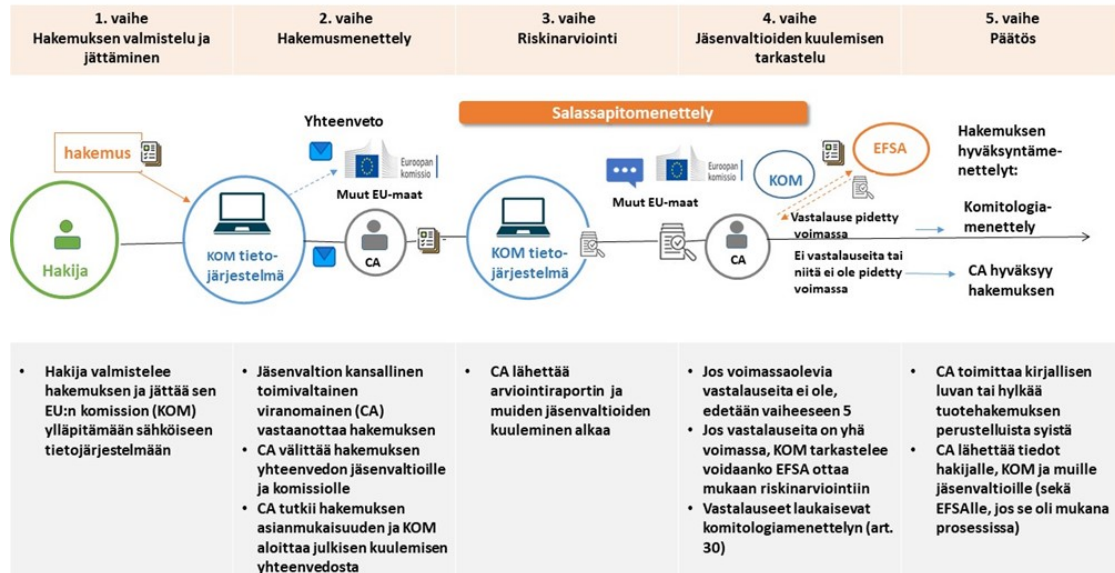 1. vaihe
Hakemuksen valmistelu ja
jättäminen
2. vaihe
Hakemusmenettely
3. vaihe
Riskinarviointi
4. vaihe
Jäsenvaltioiden kuulemisen
tarkastelu
5. vaihe
Päätös
Salassapitomenettely
hakemus
Hakija
KOM tieto-
järjestelmä
Yhteenveto
Euroopan
komissio
Muut EU-maat
CA
KOM tieto-
järjestelmä
Euroopan
komissio
Muut EU-maat
KOM
CA
EFSA
Vastalause pidetty
voimassa
Ei vastalauseita tai
niitä ei ole pidetty
voimassa
Hakemuksen
hyväksyntäme-
nettelyt:
Komitologia-
menettely
CA hyväksyy
hakemuksen
• Hakija valmistelee
hakemuksen ja jättää sen
EU:n komission (KOM)
ylläpitämään sähköiseen
tietojärjestelmään
• Jäsenvaltion kansallinen
toimivaltainen
viranomainen (CA)
vastaanottaa hakemuksen
• CA välittää hakemuksen
yhteenvedon jäsenvaltioille
ja komissiolle
• CA tutkii hakemuksen
asianmukaisuuden ja KOM
aloittaa julkisen kuulemisen
yhteenvedosta
• CA lähettää
arviointiraportin ja
muiden jäsenvaltioiden
kuuleminen alkaa
• Jos voimassaolevia
vastalauseita ei ole,
edetään vaiheeseen 5
• Jos vastalauseita on yhä
voimassa, KOM tarkastelee
voidaanko EFSA ottaa
mukaan riskinarviointiin
• Vastalauseet laukaisevat
komitologiamenettelyn (art.
30)
• CA toimittaa kirjallisen
luvan tai hylkää
tuotehakemuksen
perustelluista syistä
• CA lähettää tiedot
hakijalle, KOM ja muille
jäsenvaltioille (sekä
EFSAlle, jos se oli mukana
prosessissa)